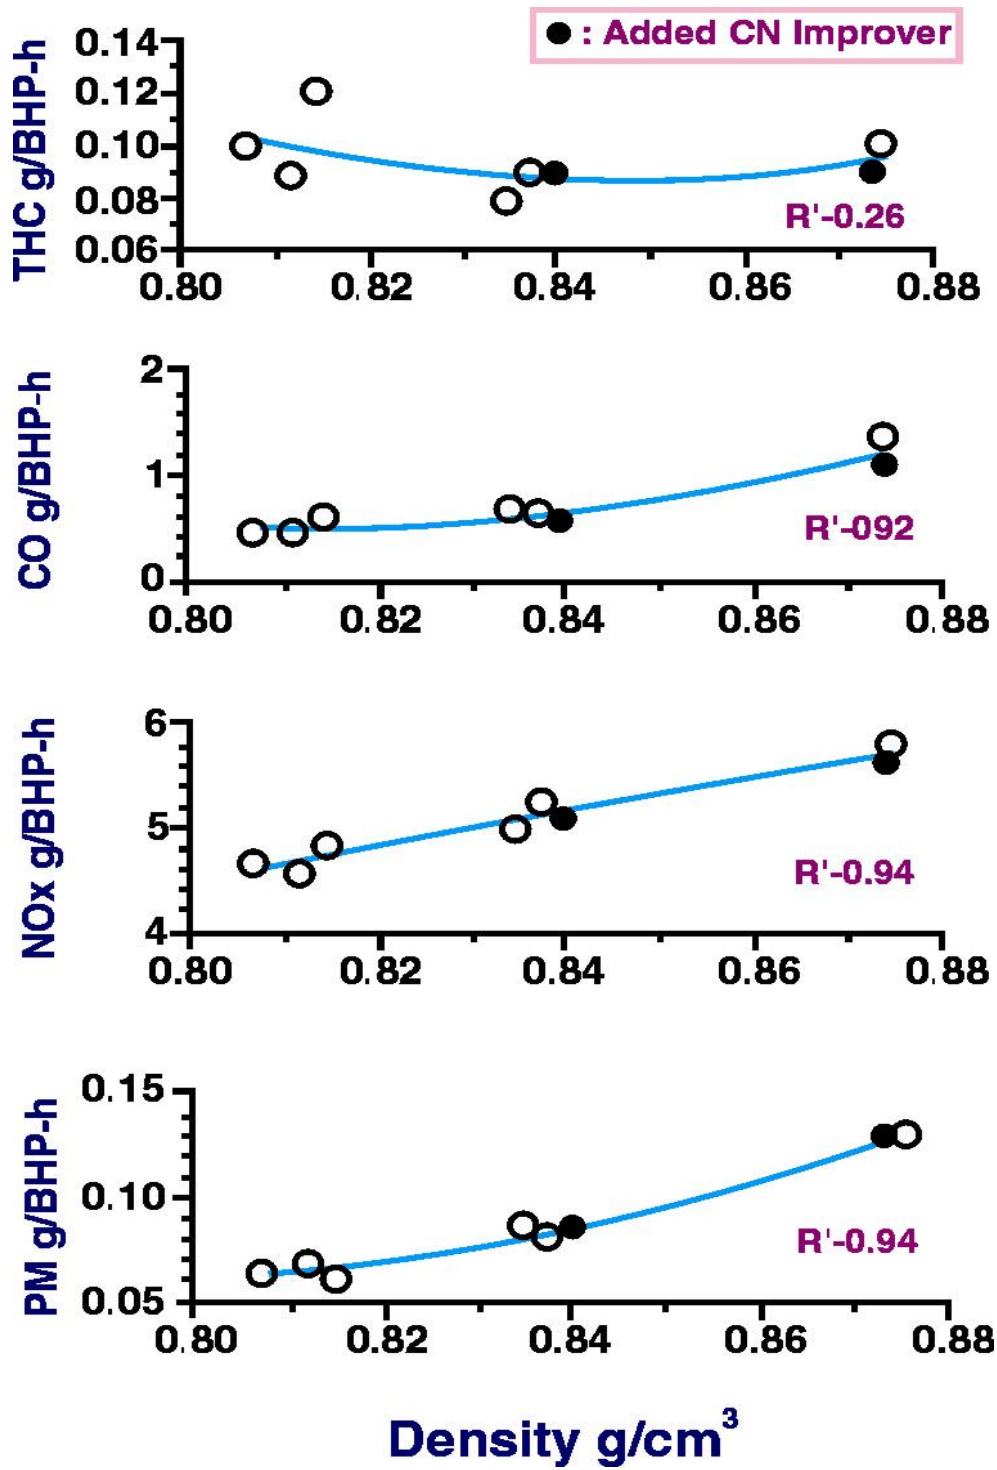 ● : Added CN Improver
THC g/BHP-h
0.14
0.12
0.10
0.08
0.06
R'-0.26
0.80 0.82 0.84 0.86 0.88
CO g/BHP-h
2
1
0
R'-092
0.80 0.82 0.84 0.86 0.88
NOx g/BHP-h
6
5
4
R'-0.94
0.80 0.82 0.84 0.86 0.88
PM g/BHP-h
0.15
0.10
0.05
R'-0.94
0.80 0.82 0.84 0.86 0.88
Density g/cm³